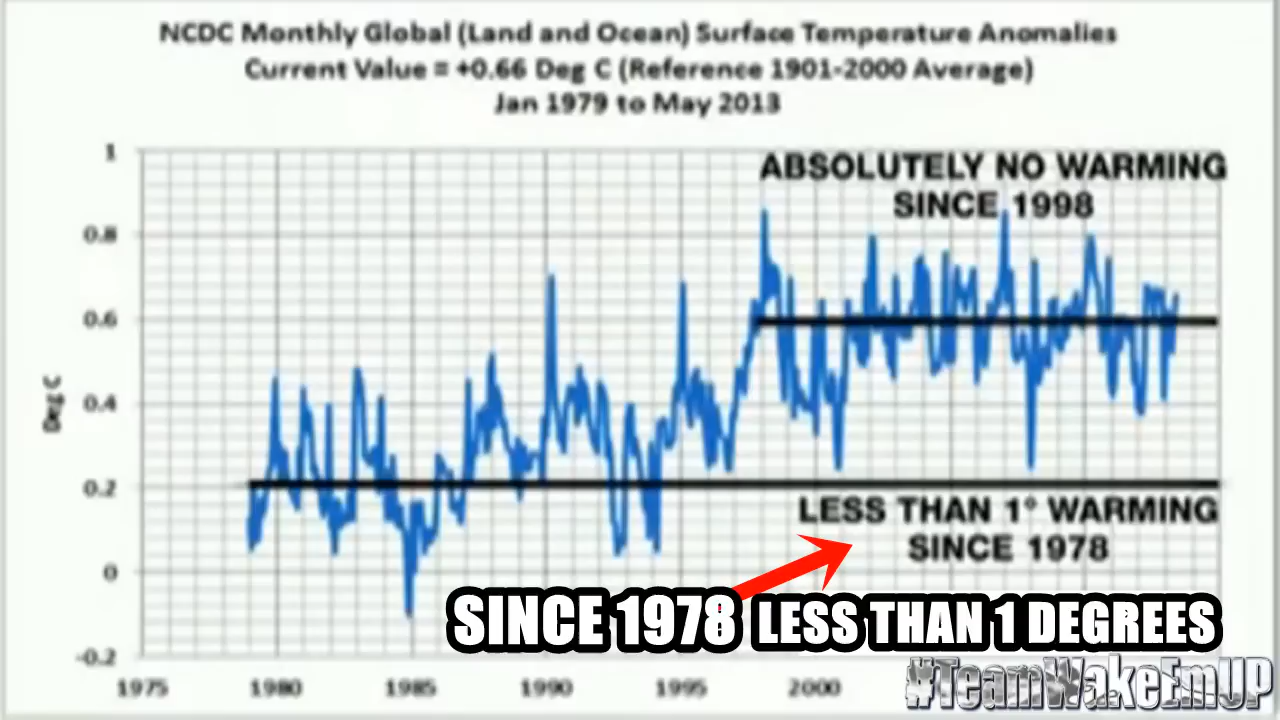 NCDC Monthly Global (Land and Ocean) Surface Temperature Anomalies
Current Value = +0.66 Deg C (Reference 1901-2000 Average)
Jan 1979 to May 2013
1
ABSOLUTELY NO WARMING
SINCE 1998
0.8
0.6
Deg C
0.4
0.2
LESS THAN 1° WARMING
SINCE 1978
0
SINCE 1978 LESS THAN 1 DEGREES
-0.2
1975 1980 1985 1990 1995 2000
#TeamWakeEmUP